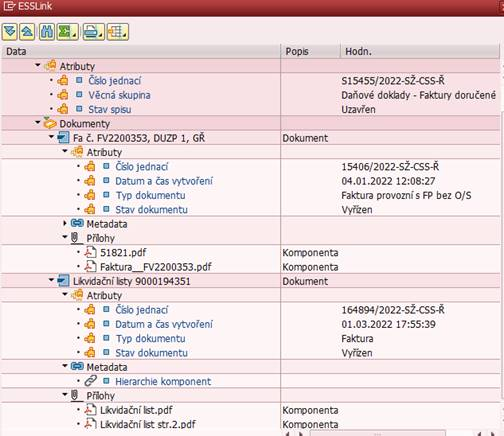 ESSLink
Data Popis Hodn.
Atributy
Číslo jednací S15455/2022-SŽ-CSS-Ř
Věcná skupina Daňové doklady - Faktury doručené
Stav spisu Uzavřen
Dokumenty
Fa č. FV2200353, DUZP 1, GŘ Dokument
Atributy
Číslo jednací 15406/2022-SŽ-CSS-Ř
Datum a čas vytvoření 04.01.2022 12:08:27
Typ dokumentu Faktura provozní s FP bez O/S
Stav dokumentu Vyřízen
Metadata
Přílohy
51821.pdf Komponenta
Faktura__FV2200353.pdf Komponenta
Likvidační listy 9000194351 Dokument
Atributy
Číslo jednací 164894/2022-SŽ-CSS-Ř
Datum a čas vytvoření 01.03.2022 17:55:39
Typ dokumentu Faktura
Stav dokumentu Vyřízen
Metadata
Hierarchie komponent
Přílohy
Likvidační list.pdf Komponenta
Likvidační list str.2.pdf Komponenta